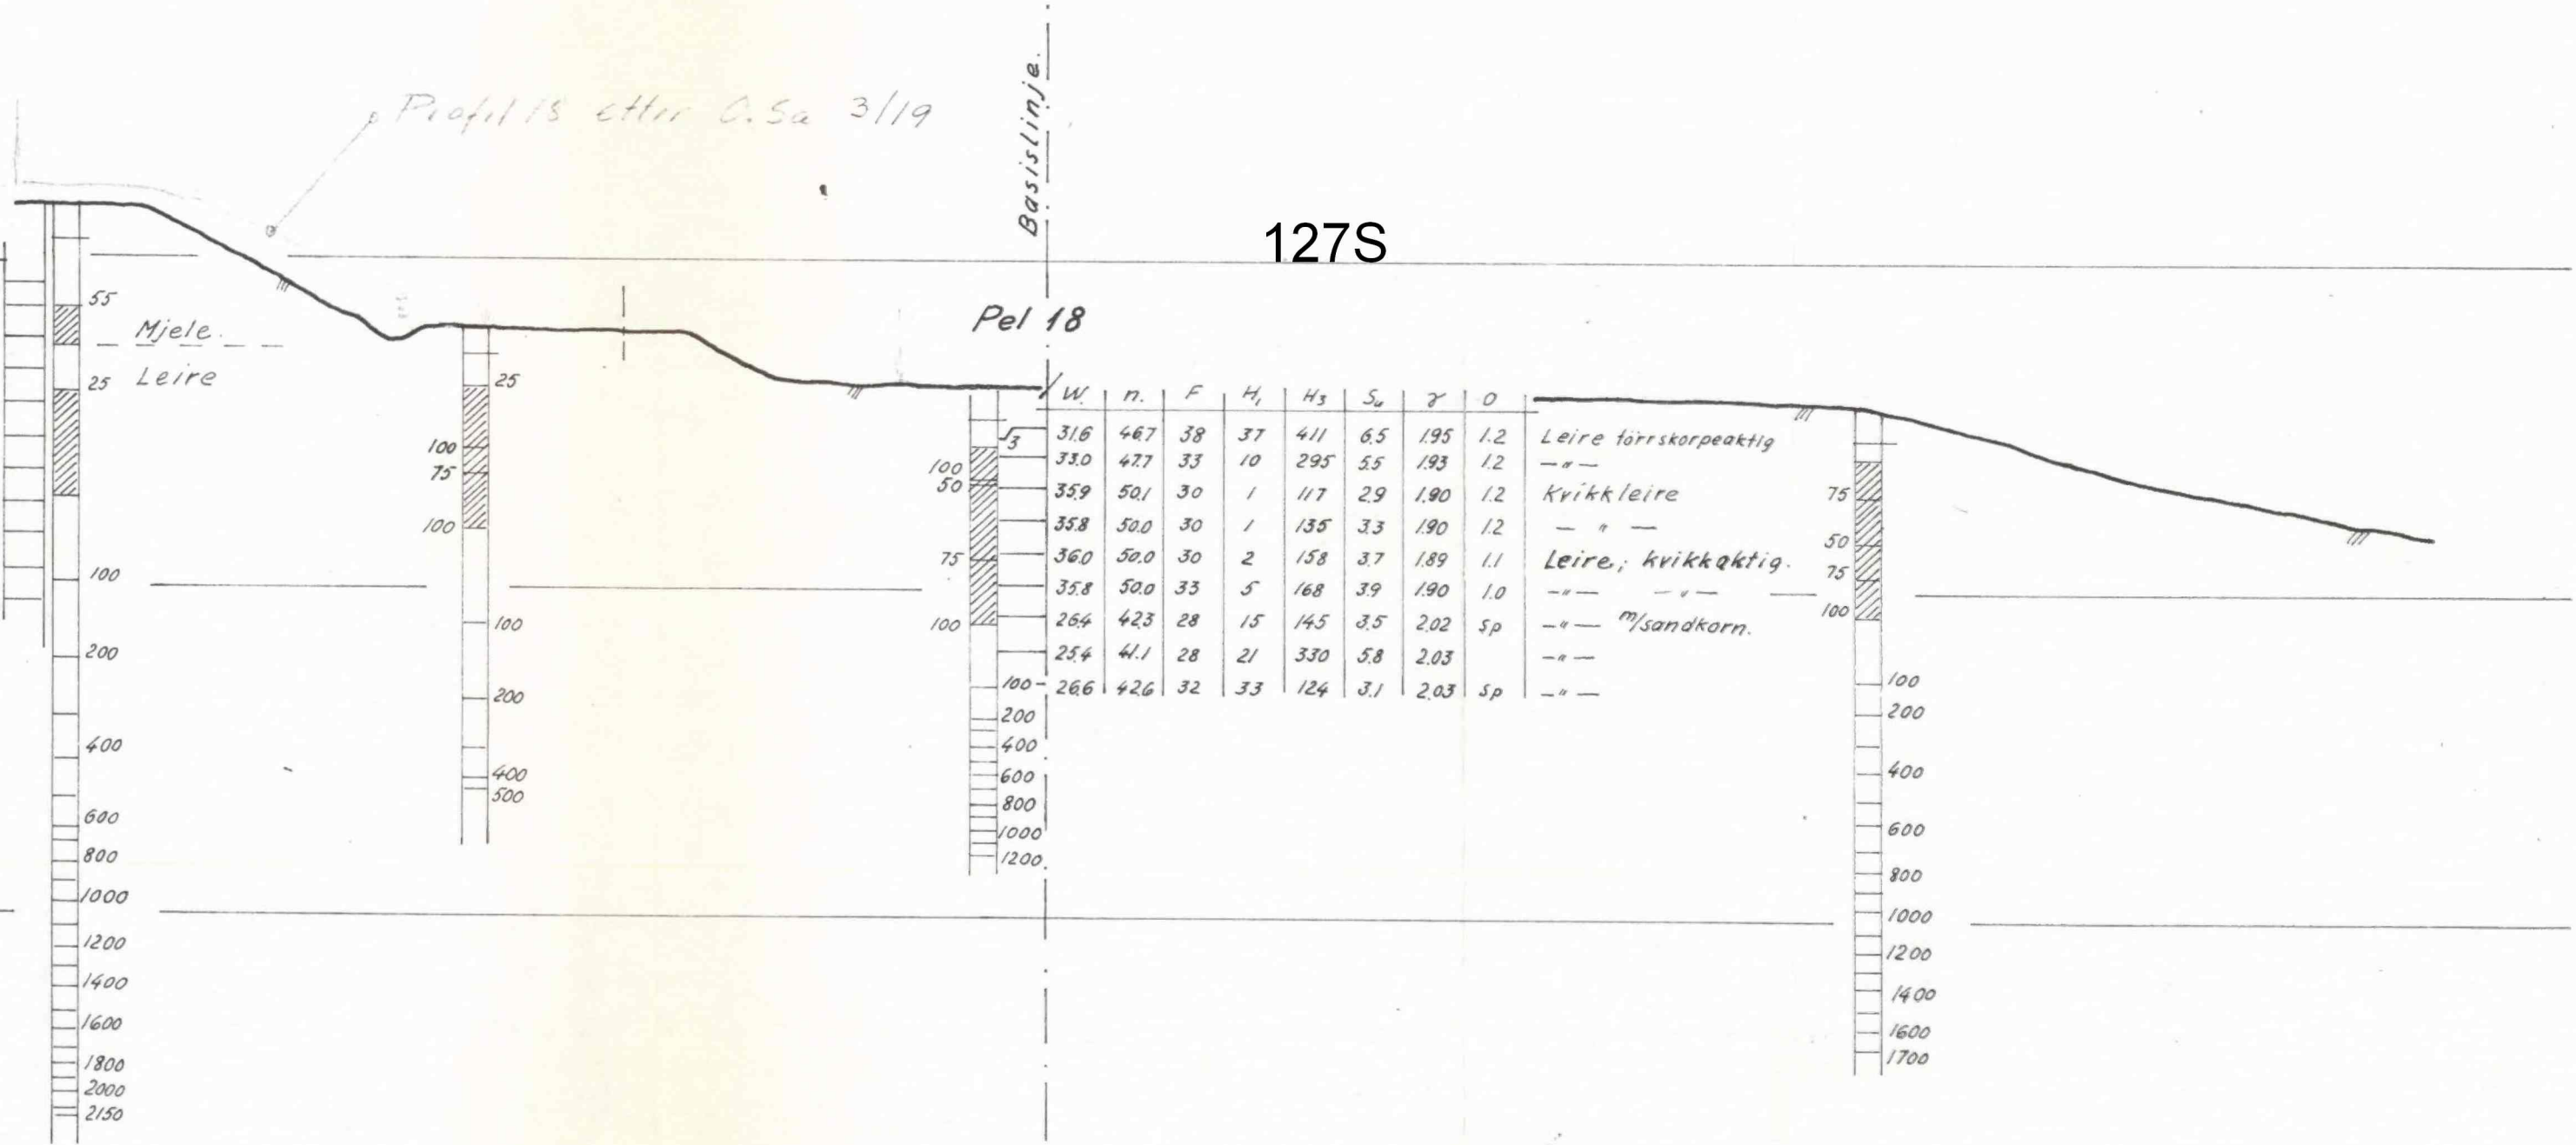 Profil 18 etter O.Sa 3/19
Basislinje.
127S
Pel 18
55
Mjele.
25 Leire
100
200
400
600
800
1000
1200
1400
1600
1800
2000
2150
25
100
75
100
100
200
400
500
3
100
50
75
100
100
200
400
600
800
1000
1200
W. n. F H₁ H₃ Su γ O
31.6 46.7 38 37 411 6.5 1.95 1.2 Leire törrskorpeaktig
33.0 47.7 33 10 295 5.5 1.93 1.2 —〃—
35.9 50.1 30 1 117 2.9 1.90 1.2 Kvikkleire
35.8 50.0 30 1 135 3.3 1.90 1.2 — 〃 —
36.0 50.0 30 2 158 3.7 1.89 1.1 Leire; kvikkaktig.
35.8 50.0 33 5 168 3.9 1.90 1.0 —〃— —〃—
26.4 42.3 28 15 145 3.5 2.02 Sp —〃— m/sandkorn.
25.4 41.1 28 21 330 5.8 2.03 —〃—
26.6 42.6 32 33 124 3.1 2.03 Sp —〃—
75
50
75
100
100
200
400
600
800
1000
1200
1400
1600
1700